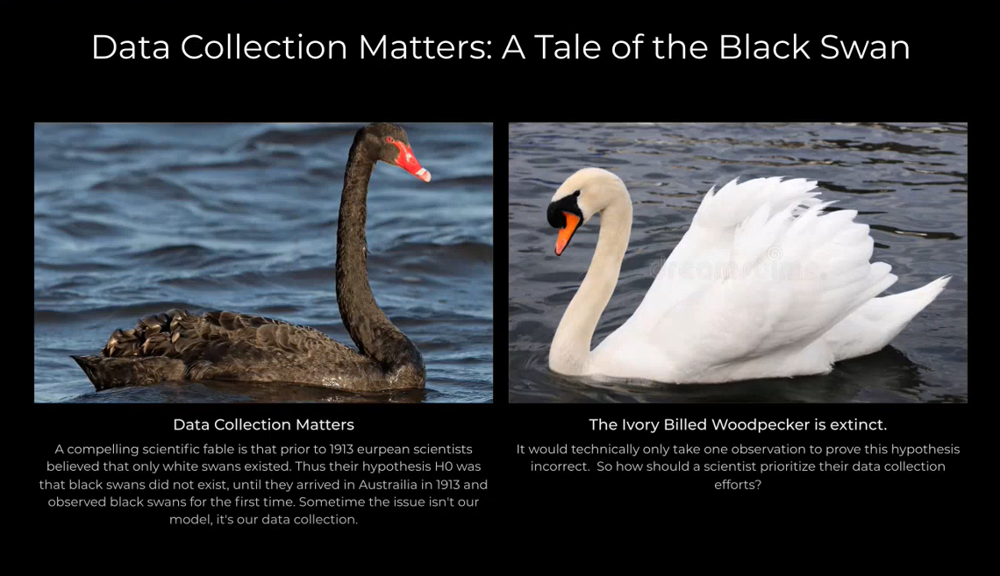 Data Collection Matters: A Tale of the Black Swan
Data Collection Matters
A compelling scientific fable is that prior to 1913 eurpean scientists
believed that only white swans existed. Thus their hypothesis H0 was
that black swans did not exist, until they arrived in Austrailia in 1913 and
observed black swans for the first time. Sometime the issue isn't our
model, it's our data collection.
The Ivory Billed Woodpecker is extinct.
It would technically only take one observation to prove this hypothesis
incorrect.  So how should a scientist prioritize their data collection
efforts?